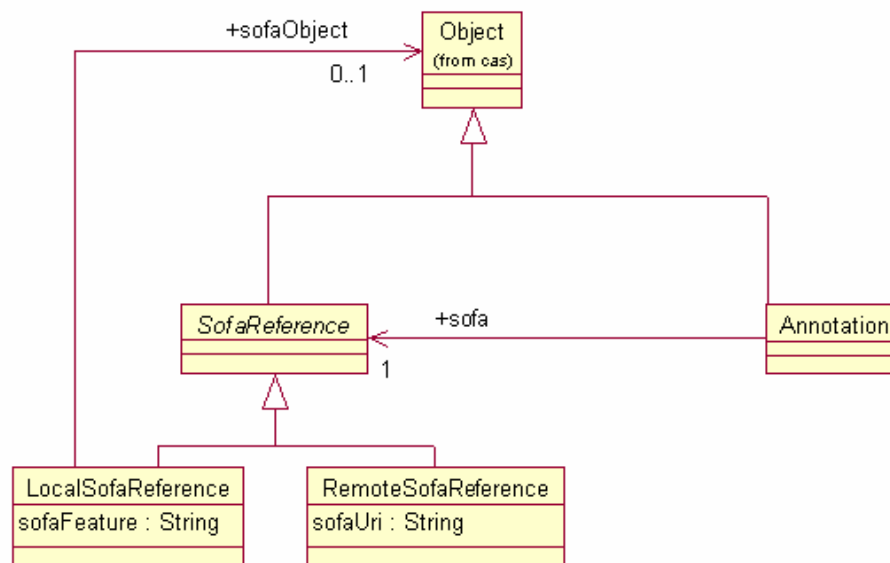 Object
(from cas)
+sofaObject
0..1
SofaReference
+sofa
1
Annotation
LocalSofaReference
sofaFeature : String
RemoteSofaReference
sofaUri : String